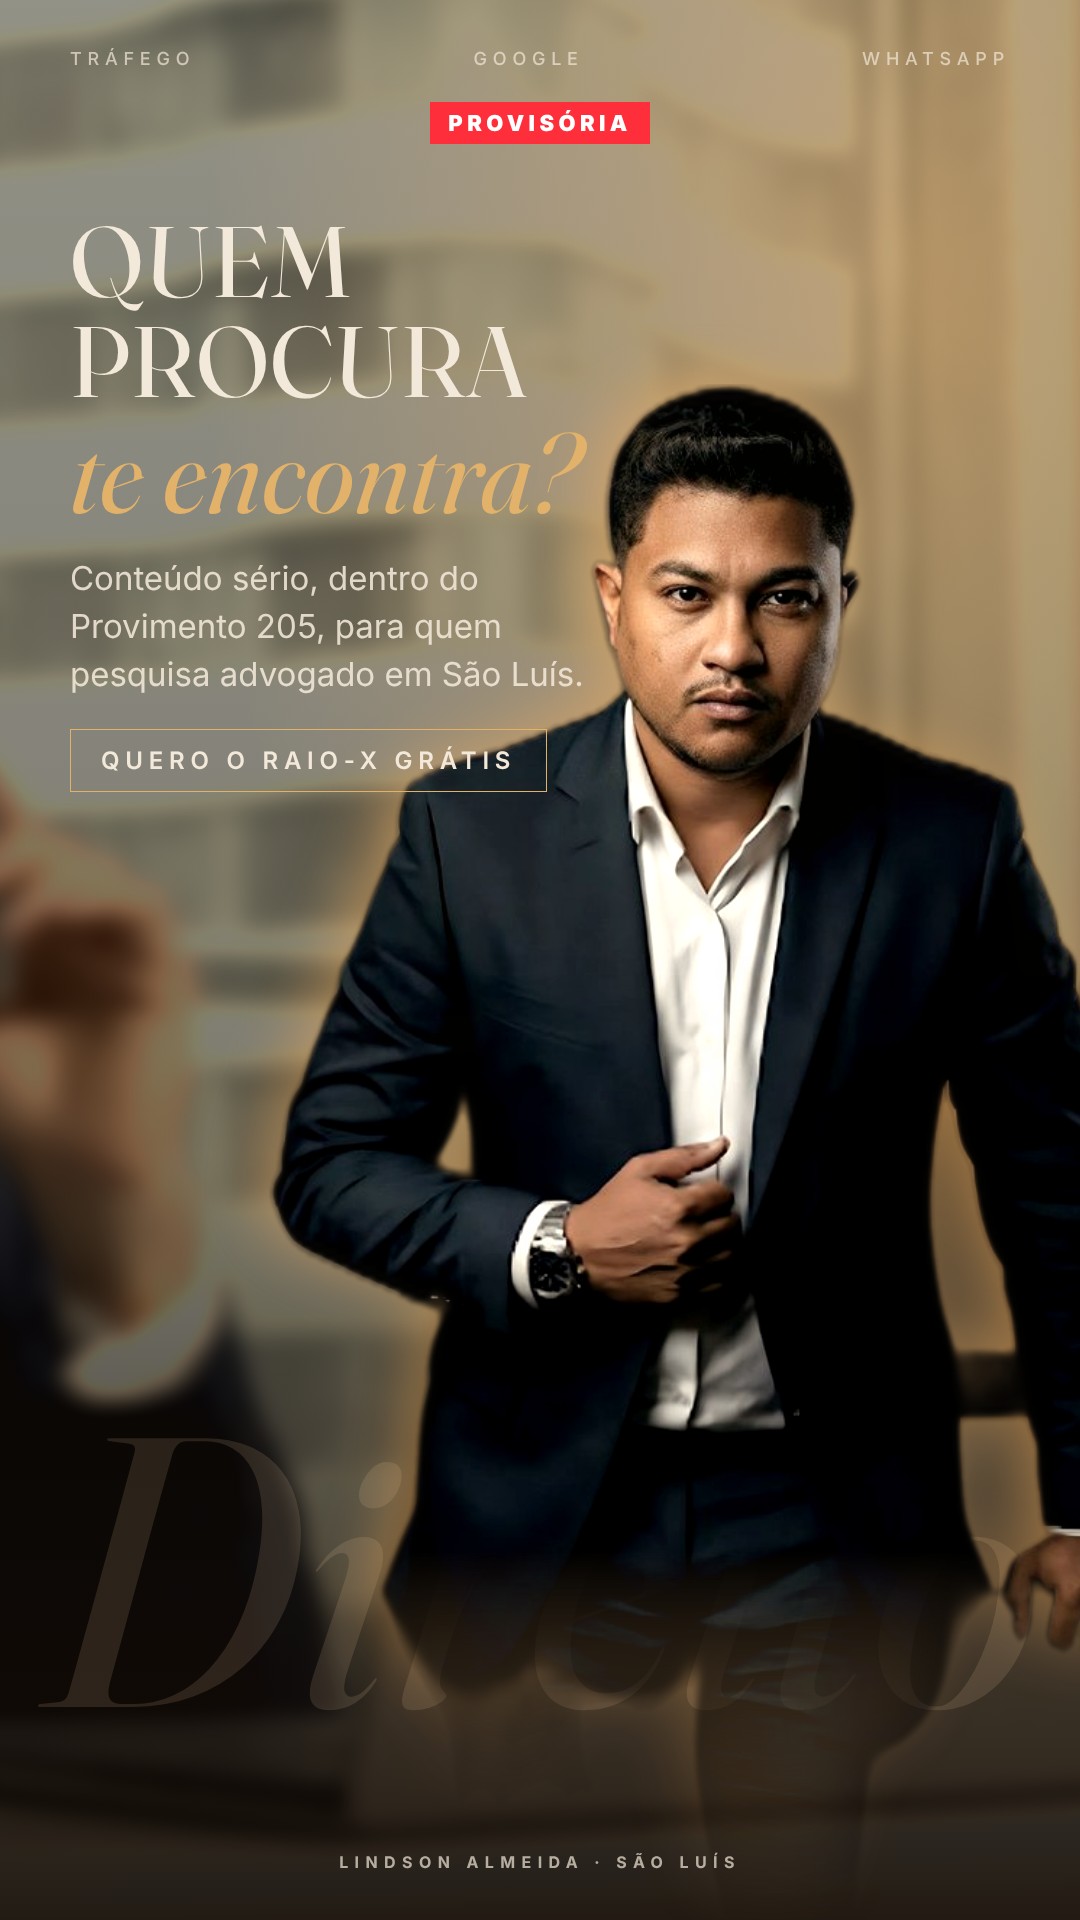 TRÁFEGO GOOGLE WHATSAPP
PROVISÓRIA
QUEM
PROCURA
te encontra?
Conteúdo sério, dentro do
Provimento 205, para quem
pesquisa advogado em São Luís.
QUERO O RAIO-X GRÁTIS
Direito
LINDSON ALMEIDA · SÃO LUÍS